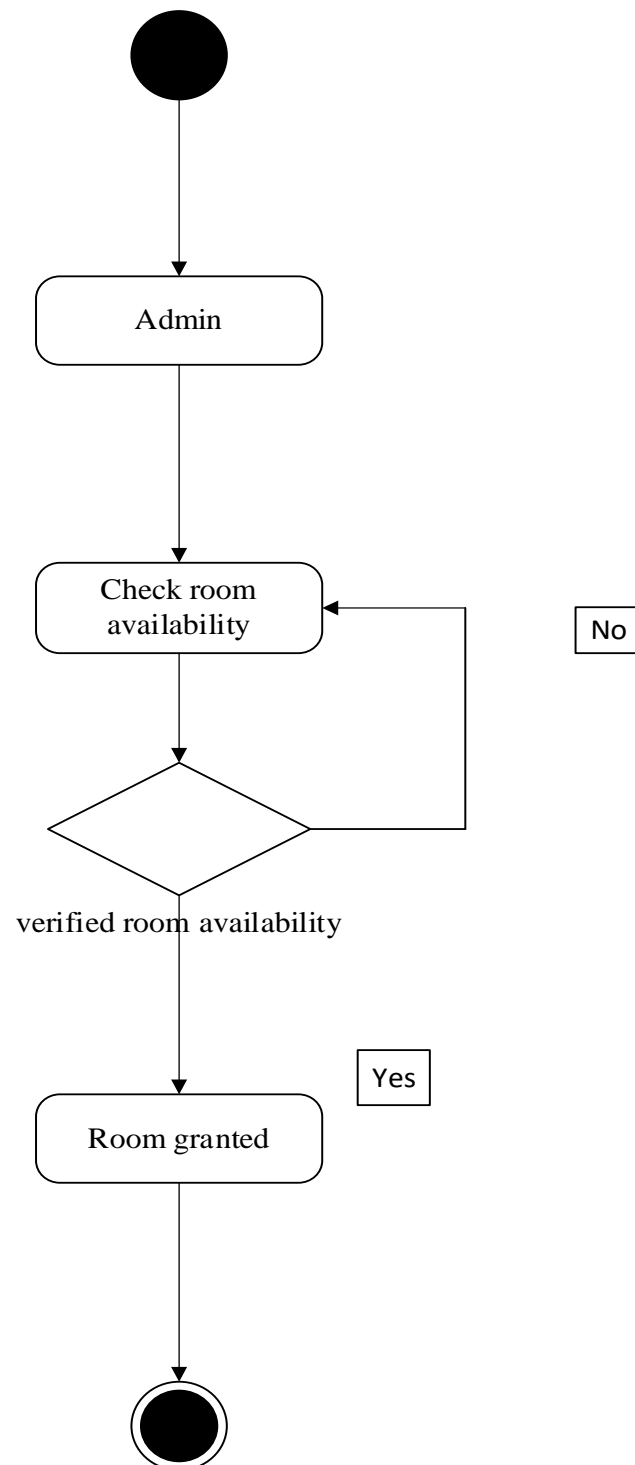 Admin
Check room
availability
No
verified room availability
Yes
Room granted